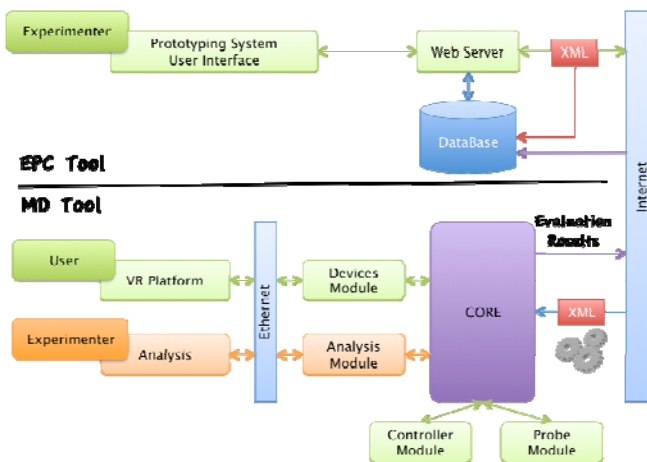 Experimenter
Prototyping System
User Interface
Web Server
XML
DataBase
EPC Tool
MD Tool
Internet
Evaluation
Results
User
VR Platform
Ethernet
Devices
Module
CORE
XML
Experimenter
Analysis
Analysis
Module
Controller
Module
Probe
Module